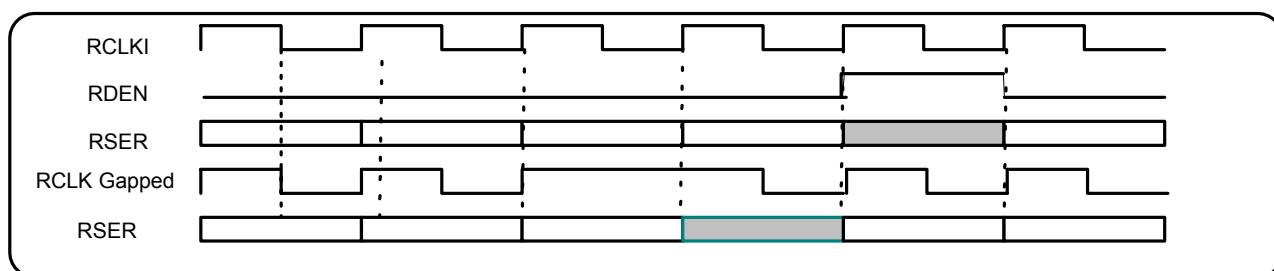 RCLKI
RDEN
RSER
RCLK Gapped
RSER